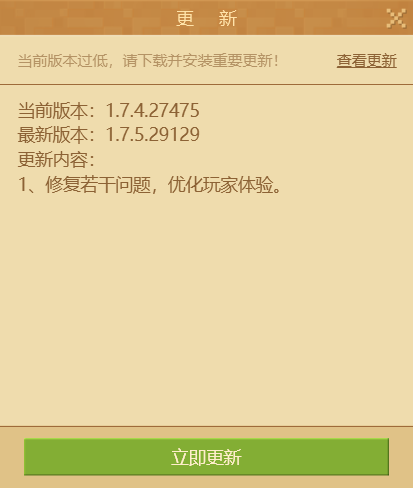 更 新
当前版本过低，请下载并安装重要更新！ 查看更新
当前版本：1.7.4.27475
最新版本：1.7.5.29129
更新内容：
1、修复若干问题，优化玩家体验。
立即更新